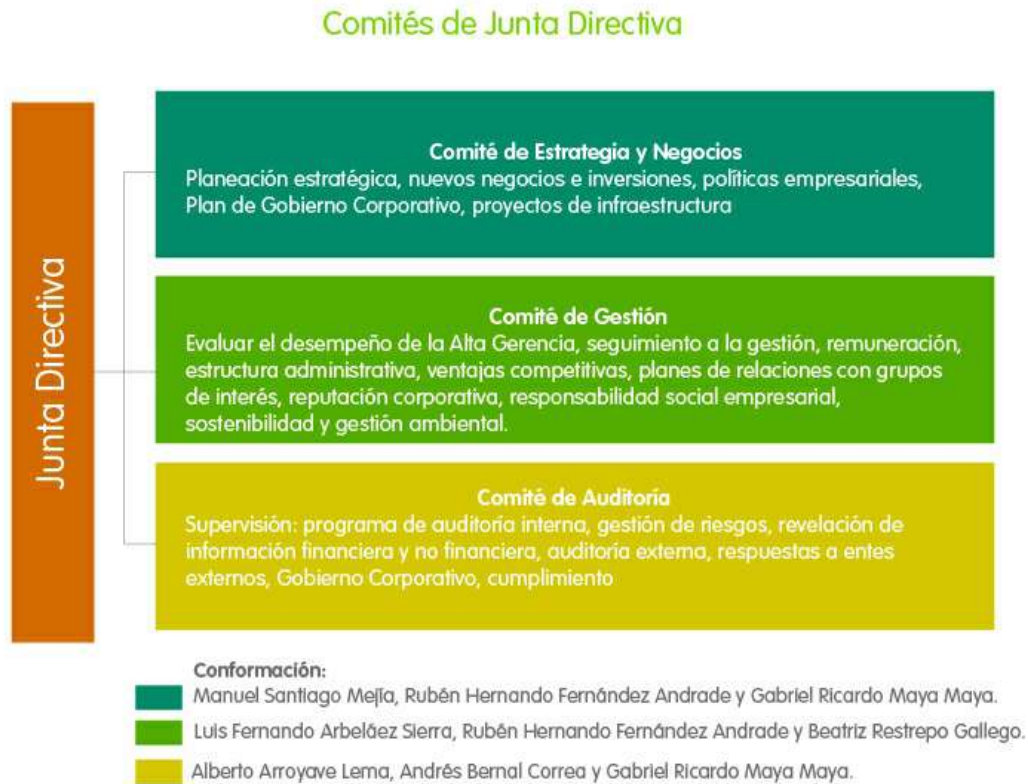 Comités de Junta Directiva
Junta Directiva
Comité de Estrategia y Negocios
Planeación estratégica, nuevos negocios e inversiones, políticas empresariales,
Plan de Gobierno Corporativo, proyectos de infraestructura
Comité de Gestión
Evaluar el desempeño de la Alta Gerencia, seguimiento a la gestión, remuneración,
estructura administrativa, ventajas competitivas, planes de relaciones con grupos
de interés, reputación corporativa, responsabilidad social empresarial,
sostenibilidad y gestión ambiental.
Comité de Auditoría
Supervisión: programa de auditoría interna, gestión de riesgos, revelación de
información financiera y no financiera, auditoría externa, respuestas a entes
externos, Gobierno Corporativo, cumplimiento
Conformación:
Manuel Santiago Mejía, Rubén Hernando Fernández Andrade y Gabriel Ricardo Maya Maya.
Luis Fernando Arbeláez Sierra, Rubén Hernando Fernández Andrade y Beatriz Restrepo Gallego.
Alberto Arroyave Lema, Andrés Bernal Correa y Gabriel Ricardo Maya Maya.